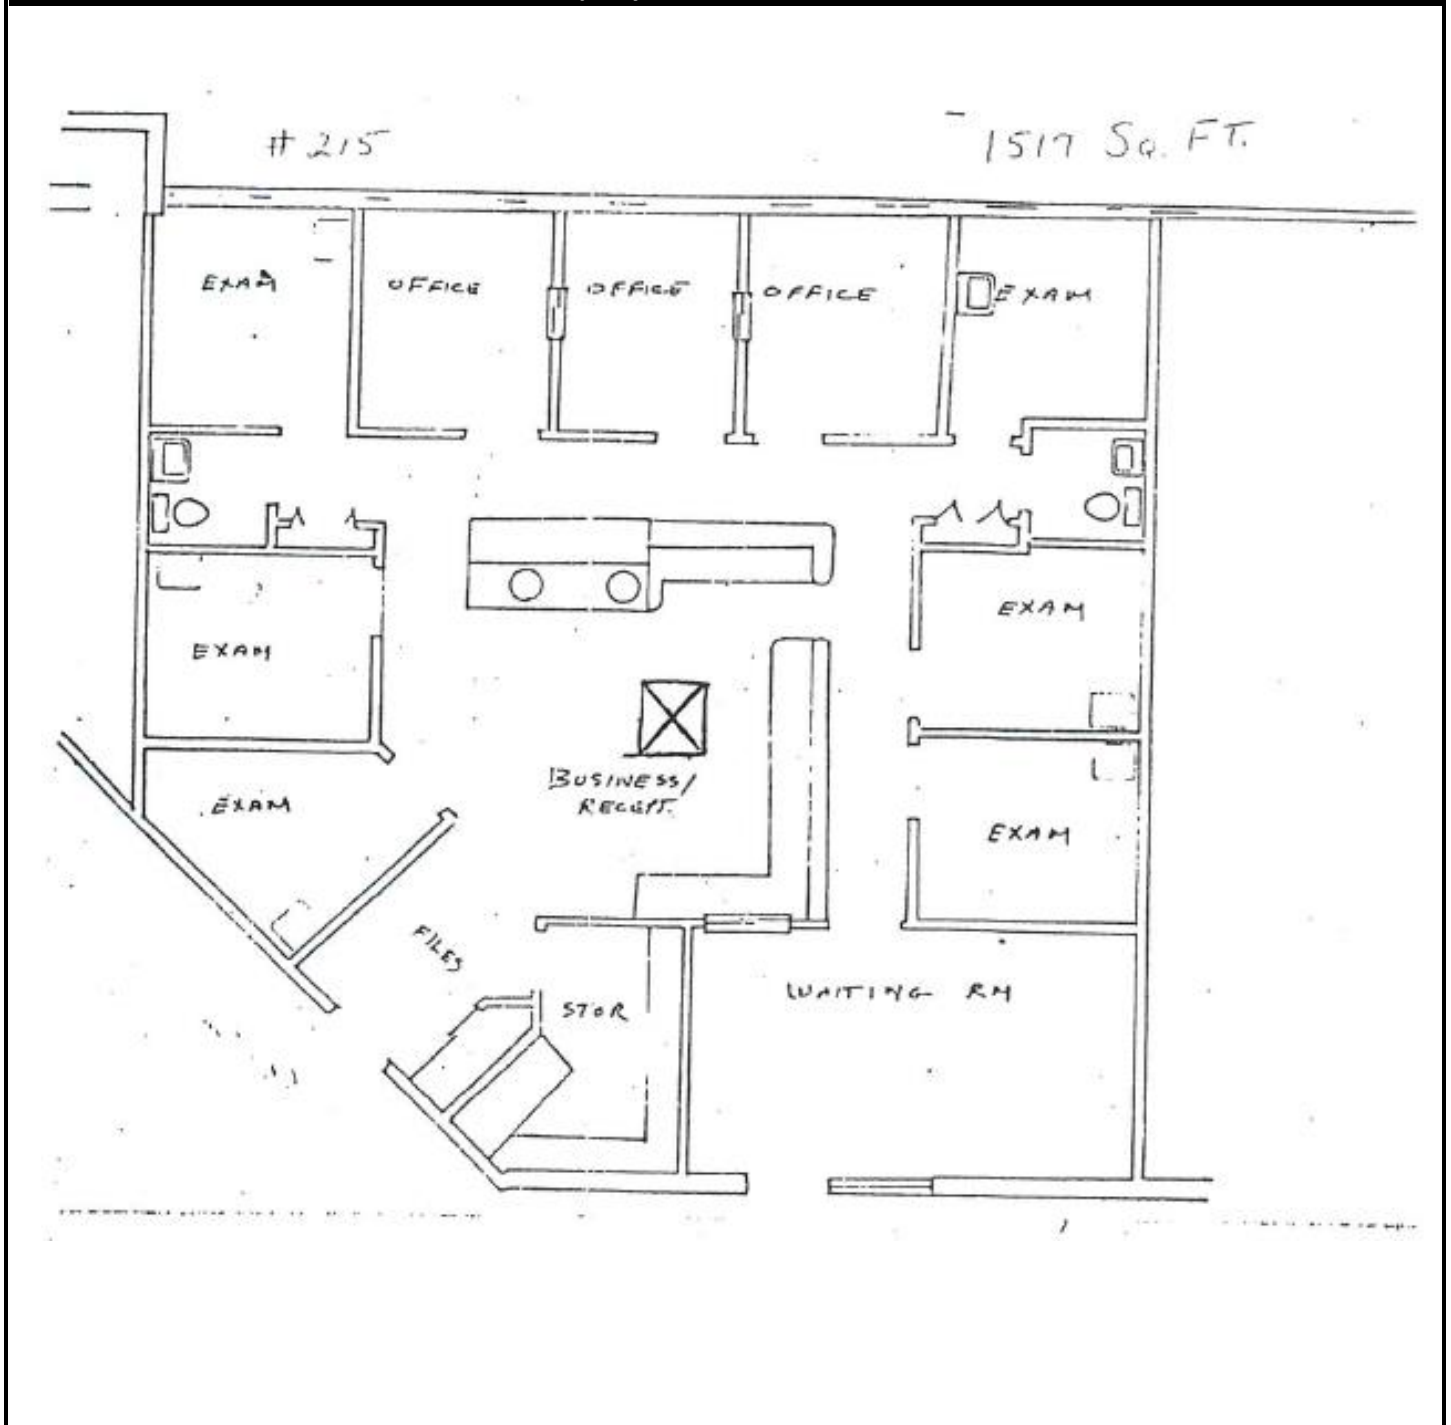 # 215
1517 SQ. FT.
EXAM
OFFICE
OFFICE
OFFICE
EXAM
EXAM
EXAM
EXAM
BUSINESS/
RECEPT.
EXAM
FILES
STOR
WAITING RM